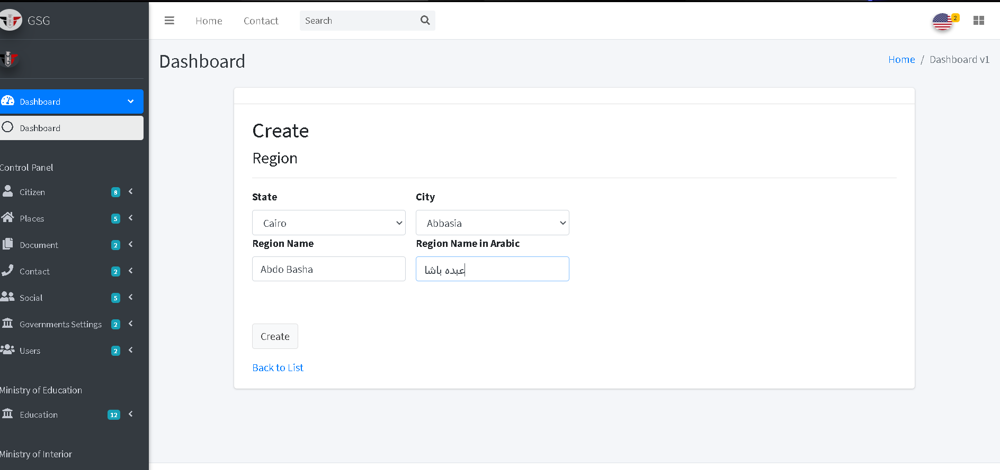 GSG
Home Contact Search 2
Dashboard
Home / Dashboard v1
Dashboard
Dashboard
Control Panel
Citizen 8
Places 5
Document 2
Contact 2
Social 5
Governments Settings 2
Users 2
Ministry of Education
Education 12
Ministry of Interior
Create
Region
State City
Cairo Abbasia
Region Name Region Name in Arabic
Abdo Basha عبده باشا
Create
Back to List